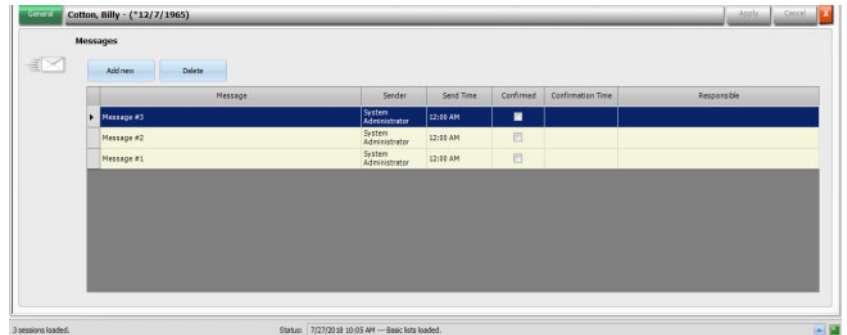 General Cotton, Billy - (*12/7/1965) Apply Cancel X
Messages
Add new Delete
Message Sender Send Time Confirmed Confirmation Time Responsible
Message #3 System Administrator 12:00 AM
Message #2 System Administrator 12:00 AM
Message #1 System Administrator 12:00 AM
3 sessions loaded. Status: 7/27/2018 10:05 AM — Basic lists loaded.